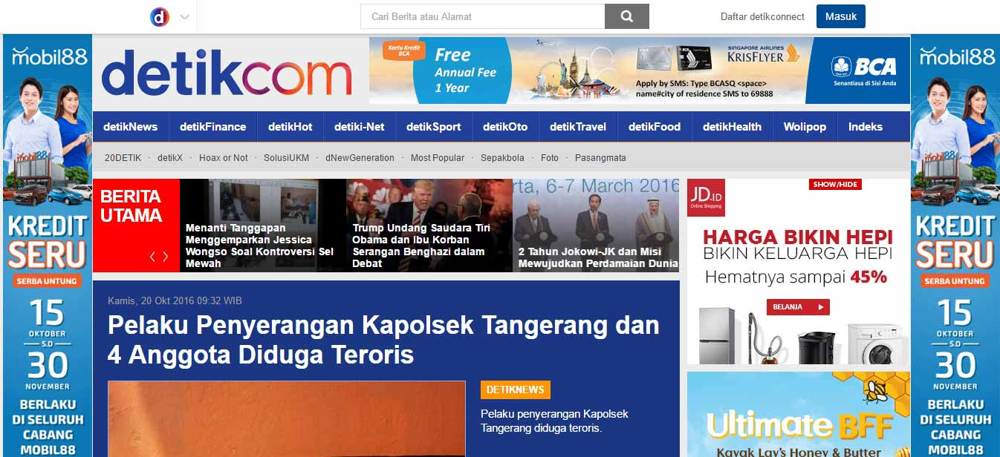 d
Cari Berita atau Alamat
Daftar detikconnect
Masuk
mobil88
mobil88
KREDIT
SERU
SERBA UNTUNG
15
OKTOBER
S.D
30
NOVEMBER
BERLAKU
DI SELURUH
CABANG
MOBIL88
detikcom
Kartu Kredit
BCA
Free
Annual Fee
1 Year
SINGAPORE AIRLINES
KRISFLYER
Apply by SMS: Type BCASQ <space>
name#city of residence SMS to 69888
BCA
Senantiasa di Sisi Anda
detikNews detikFinance detikHot detiki-Net detikSport detikOto detikTravel detikFood detikHealth Wolipop Indeks
20DETIK · detikX · Hoax or Not · SolusiUKM · dNewGeneration · Most Popular · Sepakbola · Foto · Pasangmata
BERITA
UTAMA
Menanti Tanggapan
Menggemparkan Jessica
Wongso Soal Kontroversi Sel
Mewah
Trump Undang Saudara Tiri
Obama dan Ibu Korban
Serangan Benghazi dalam
Debat
rta, 6-7 March 2016
2 Tahun Jokowi-JK dan Misi
Mewujudkan Perdamaian Dunia
Kamis, 20 Okt 2016 09:32 WIB
Pelaku Penyerangan Kapolsek Tangerang dan
4 Anggota Diduga Teroris
DETIKNEWS
Pelaku penyerangan Kapolsek
Tangerang diduga teroris.
SHOW/HIDE
JD.ID
Online Shopping
HARGA BIKIN HEPI
BIKIN KELUARGA HEPI
Hematnya sampai 45%
BELANJA
Ultimate BFF
Kayak Lay's Honey & Butter
mobil88
KREDIT
SERU
SERBA UNTUNG
15
OKTOBER
S.D
30
NOVEMBER
BERLAKU
DI SELURUH
CABANG
MOBIL88